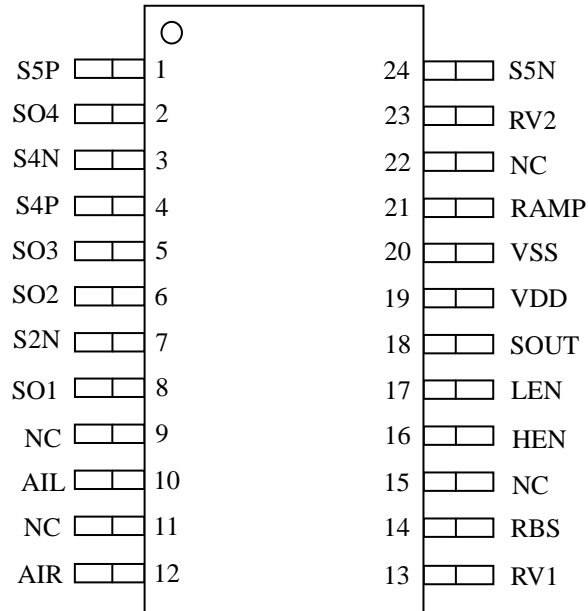 S5P 1 24 S5N
SO4 2 23 RV2
S4N 3 22 NC
S4P 4 21 RAMP
SO3 5 20 VSS
SO2 6 19 VDD
S2N 7 18 SOUT
SO1 8 17 LEN
NC 9 16 HEN
AIL 10 15 NC
NC 11 14 RBS
AIR 12 13 RV1